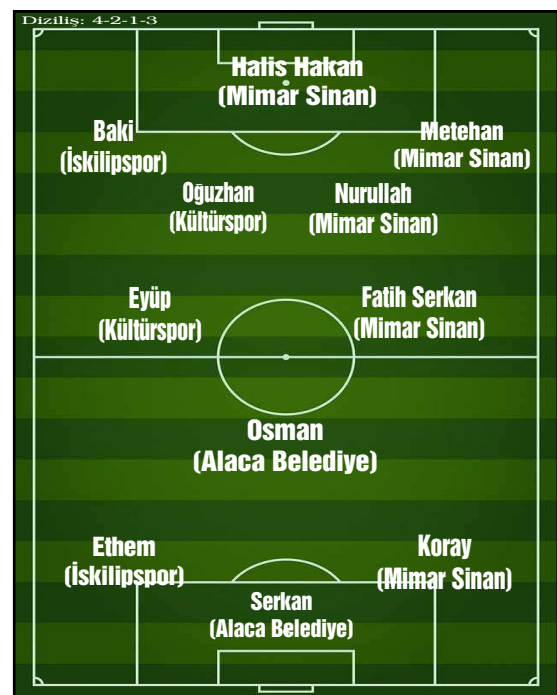 Diziliş: 4-2-1-3
Halis Hakan
(Mimar Sinan)
Baki
(İskilipspor)
Metehan
(Mimar Sinan)
Oğuzhan
(Kültürspor)
Nurullah
(Mimar Sinan)
Eyüp
(Kültürspor)
Fatih Serkan
(Mimar Sinan)
Osman
(Alaca Belediye)
Ethem
(İskilipspor)
Koray
(Mimar Sinan)
Serkan
(Alaca Belediye)